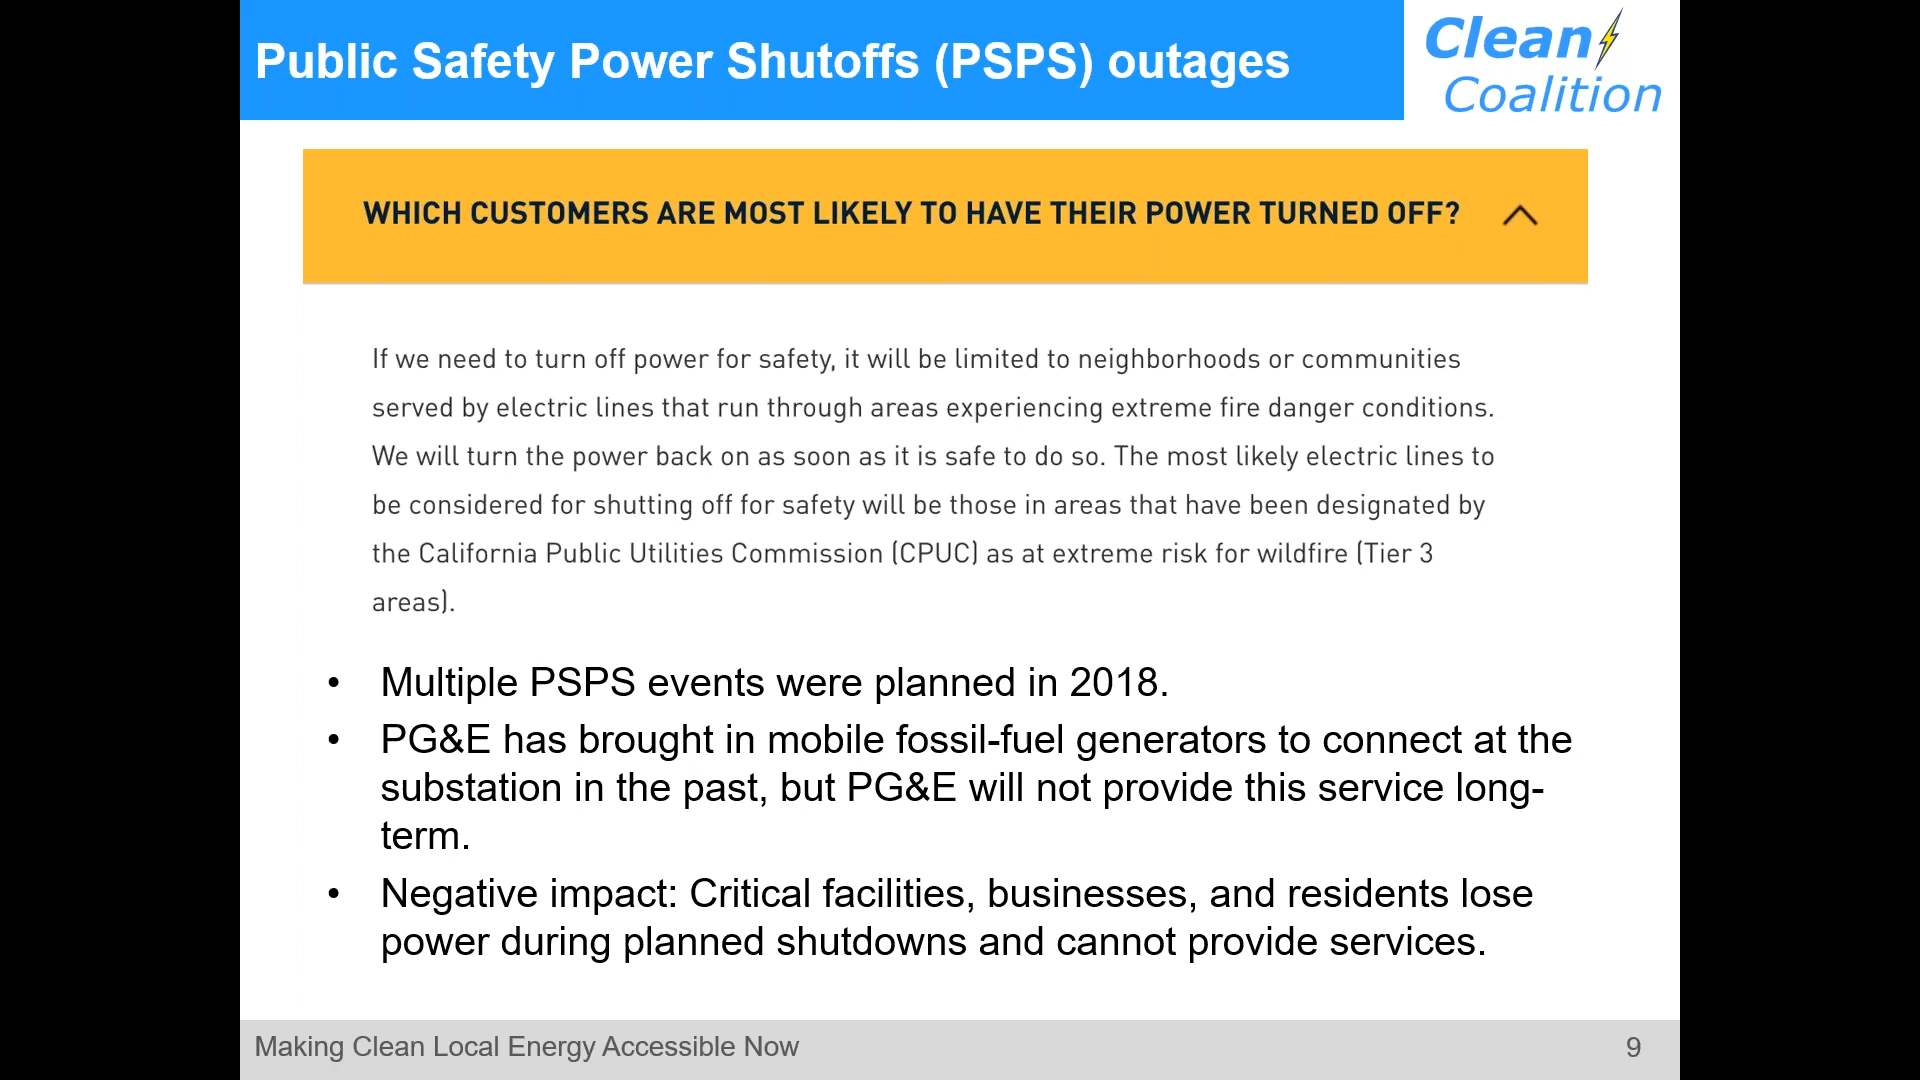 Public Safety Power Shutoffs (PSPS) outages
Clean
Coalition
WHICH CUSTOMERS ARE MOST LIKELY TO HAVE THEIR POWER TURNED OFF?
If we need to turn off power for safety, it will be limited to neighborhoods or communities
served by electric lines that run through areas experiencing extreme fire danger conditions.
We will turn the power back on as soon as it is safe to do so. The most likely electric lines to
be considered for shutting off for safety will be those in areas that have been designated by
the California Public Utilities Commission (CPUC) as at extreme risk for wildfire (Tier 3
areas).
• Multiple PSPS events were planned in 2018.
• PG&E has brought in mobile fossil-fuel generators to connect at the
substation in the past, but PG&E will not provide this service long-
term.
• Negative impact: Critical facilities, businesses, and residents lose
power during planned shutdowns and cannot provide services.
Making Clean Local Energy Accessible Now
9